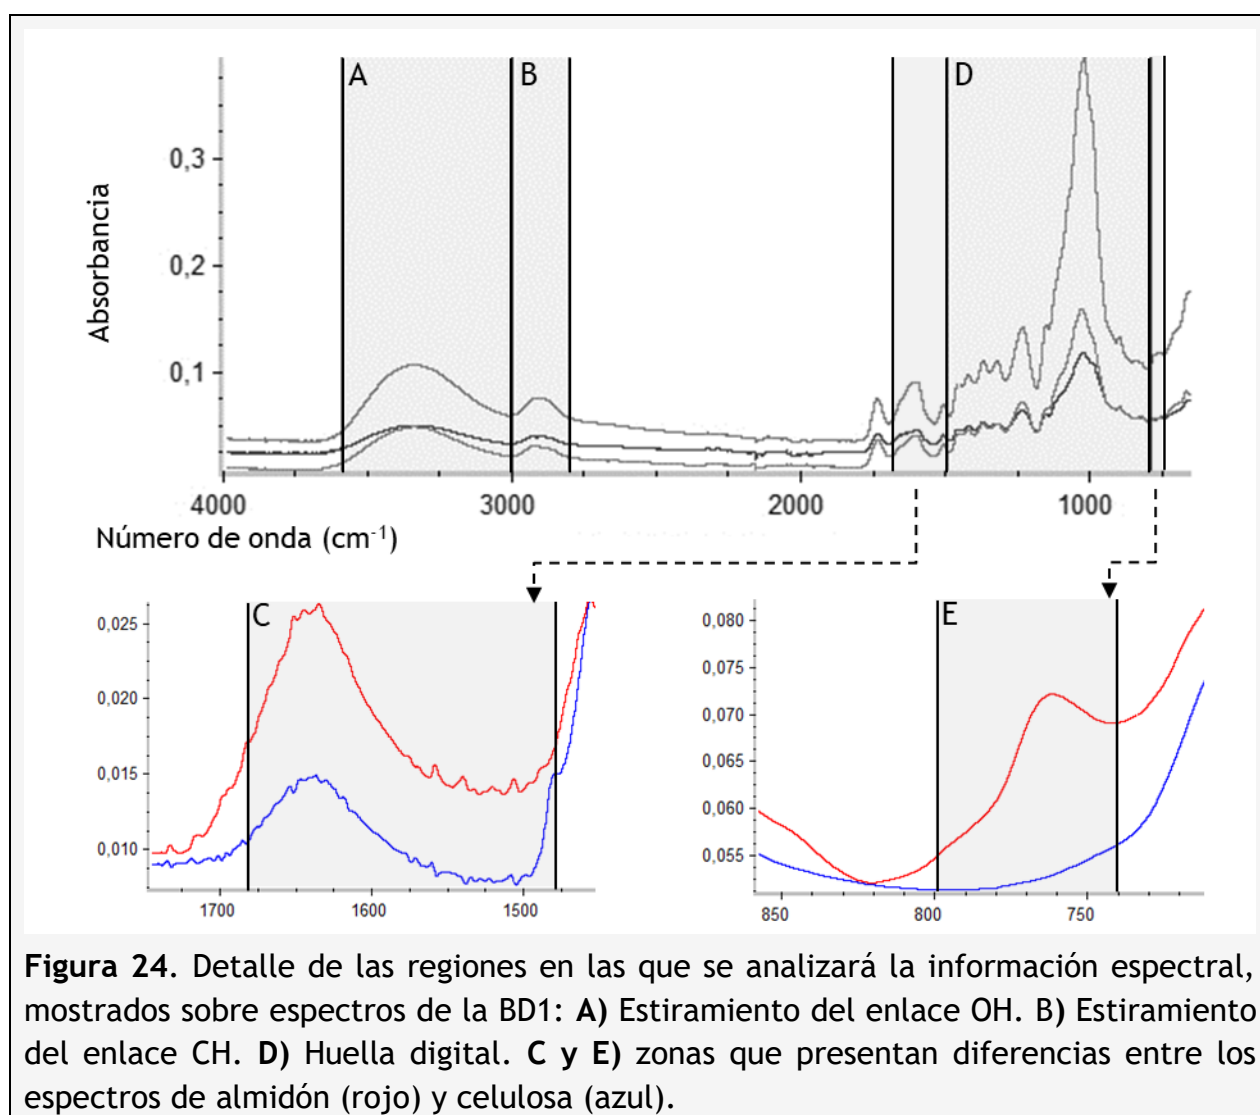 A
B
D
0,3
0,2
0,1
Absorbancia
4000
3000
2000
1000
Número de onda (cm-1)
C
0,025
0,020
0,015
0,010
1700
1600
1500
E
0,080
0,075
0,070
0,065
0,060
0,055
850
800
750
Figura 24. Detalle de las regiones en las que se analizará la información espectral,
mostrados sobre espectros de la BD1: A) Estiramiento del enlace OH. B) Estiramiento
del enlace CH. D) Huella digital. C y E) zonas que presentan diferencias entre los
espectros de almidón (rojo) y celulosa (azul).